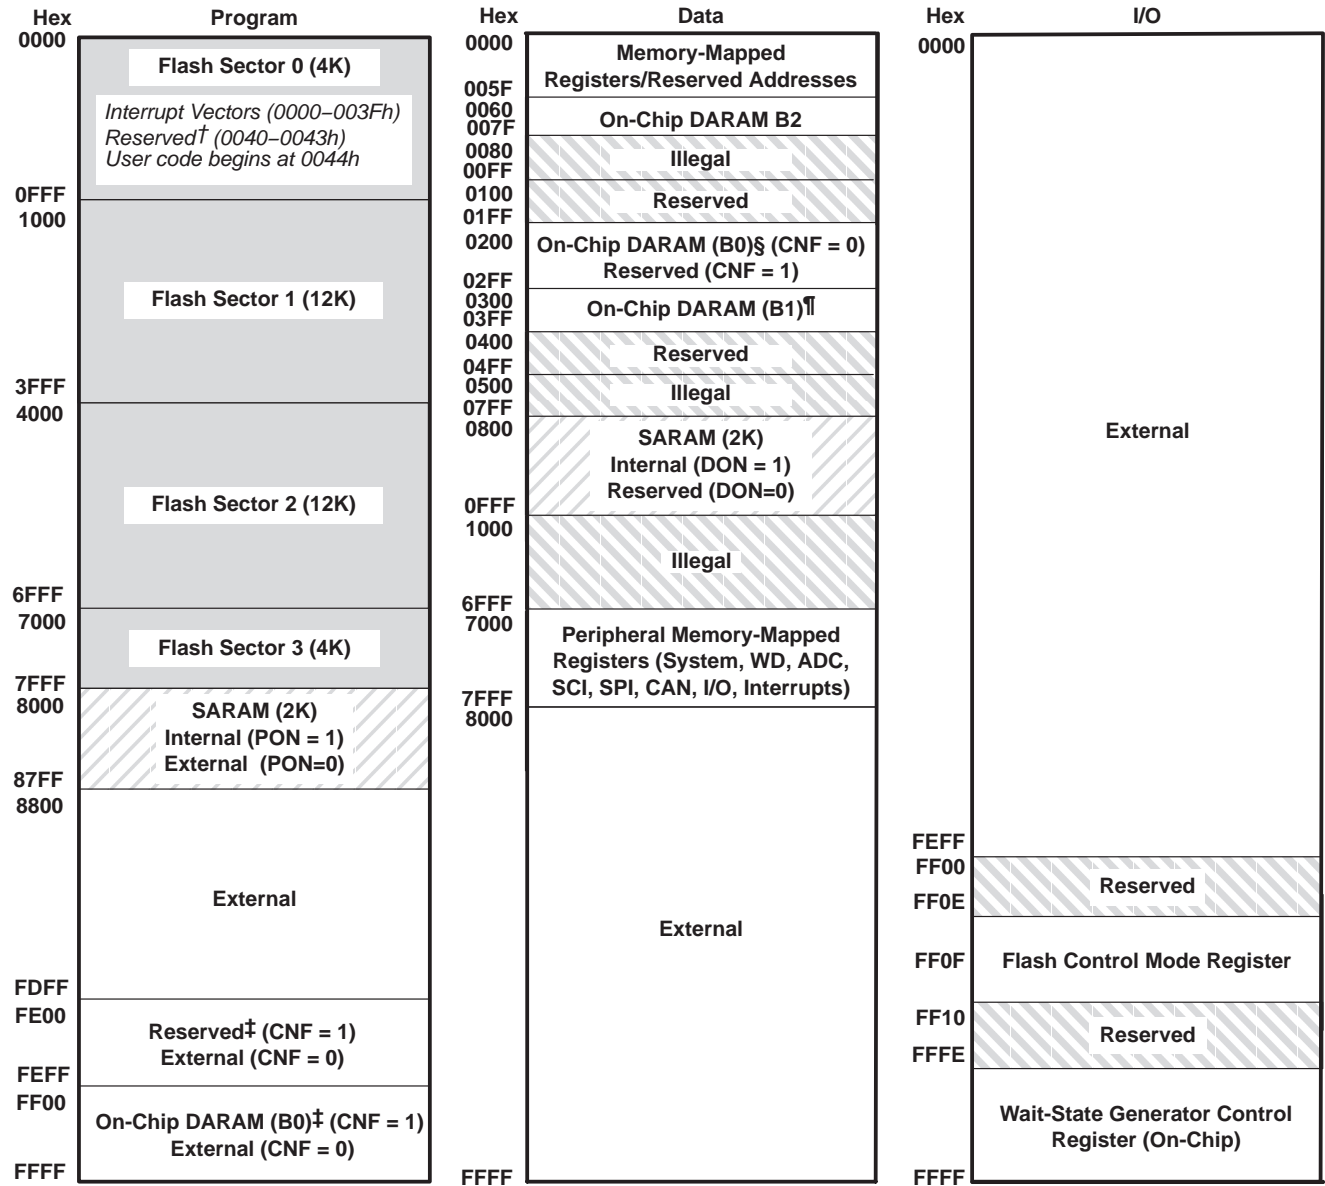 Hex Program
0000
Flash Sector 0 (4K)
Interrupt Vectors (0000–003Fh)
Reserved† (0040–0043h)
User code begins at 0044h
0FFF
1000
Flash Sector 1 (12K)
3FFF
4000
Flash Sector 2 (12K)
6FFF
7000
Flash Sector 3 (4K)
7FFF
8000
SARAM (2K)
Internal (PON = 1)
External (PON=0)
87FF
8800
External
FDFF
FE00
Reserved‡ (CNF = 1)
External (CNF = 0)
FEFF
FF00
On-Chip DARAM (B0)‡ (CNF = 1)
External (CNF = 0)
FFFF
Hex Data
0000
Memory-Mapped
Registers/Reserved Addresses
005F
0060
On-Chip DARAM B2
007F
0080
Illegal
00FF
0100
Reserved
01FF
0200
On-Chip DARAM (B0)§ (CNF = 0)
Reserved (CNF = 1)
02FF
0300
On-Chip DARAM (B1)¶
03FF
0400
Reserved
04FF
0500
Illegal
07FF
0800
SARAM (2K)
Internal (DON = 1)
Reserved (DON=0)
0FFF
1000
Illegal
6FFF
7000
Peripheral Memory-Mapped
Registers (System, WD, ADC,
SCI, SPI, CAN, I/O, Interrupts)
7FFF
8000
External
FFFF
Hex I/O
0000
External
FEFF
FF00
Reserved
FF0E
FF0F Flash Control Mode Register
FF10
Reserved
FFFE
Wait-State Generator Control
Register (On-Chip)
FFFF